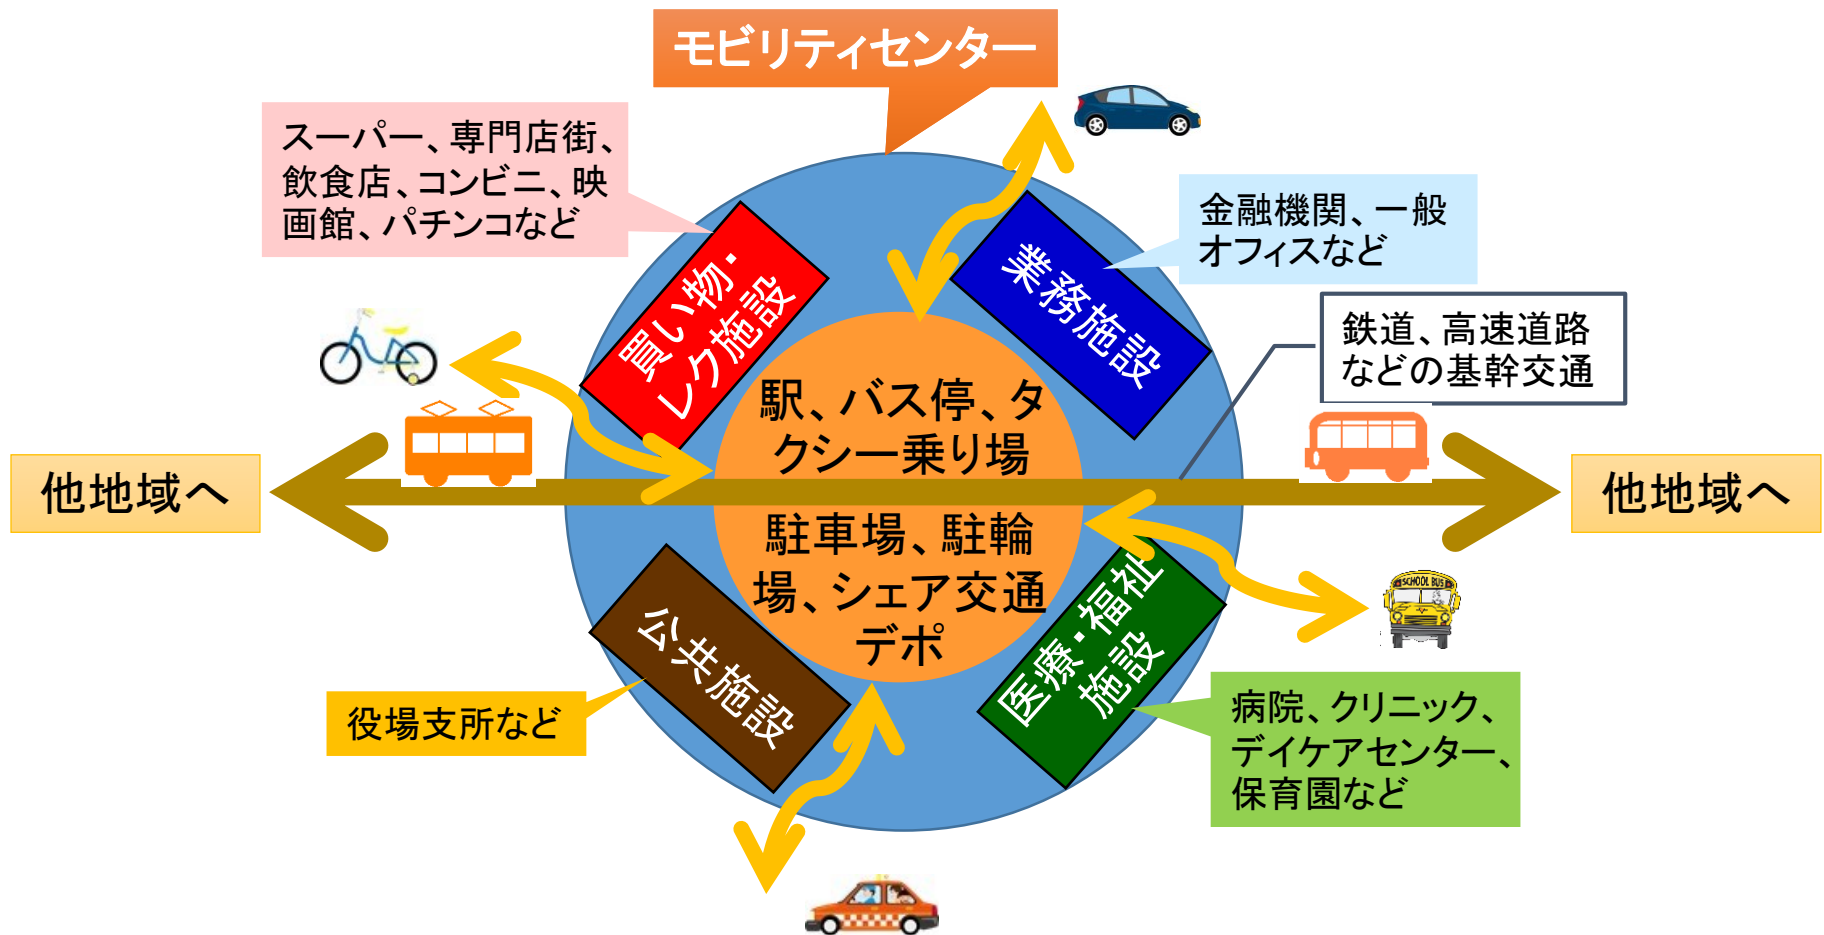 モビリティセンター
スーパー、専門店街、
飲食店、コンビニ、映
画館、パチンコなど
金融機関、一般
オフィスなど
買い物・
レク施設
業務施設
鉄道、高速道路
などの基幹交通
駅、バス停、タ
クシー乗り場
他地域へ
他地域へ
駐車場、駐輪
場、シェア交通
デポ
公共施設
医療・福祉
施設
SCHOOL BUS
役場支所など
病院、クリニック、
デイケアセンター、
保育園など